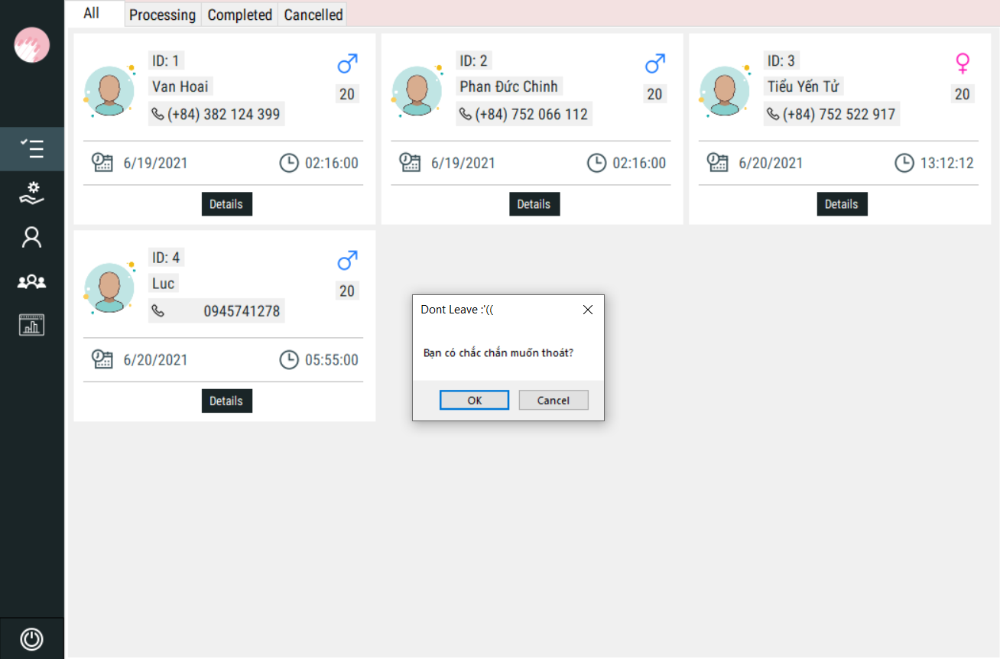 All
Processing
Completed
Cancelled
ID: 1
Van Hoai
20
(+84) 382 124 399
6/19/2021
02:16:00
Details
ID: 2
Phan Đức Chinh
20
(+84) 752 066 112
6/19/2021
02:16:00
Details
ID: 3
Tiểu Yến Tử
20
(+84) 752 522 917
6/20/2021
13:12:12
Details
ID: 4
Luc
20
0945741278
6/20/2021
05:55:00
Details
Dont Leave :'((
Bạn có chắc chắn muốn thoát?
OK
Cancel